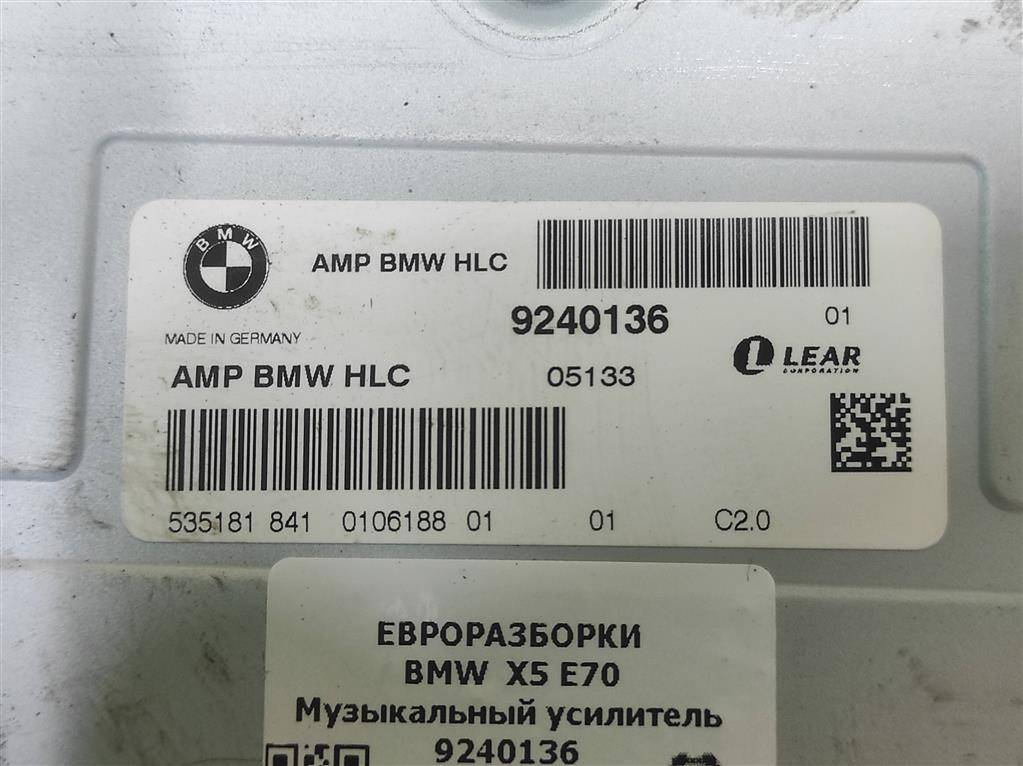 BMW
AMP BMW HLC
9240136 01
MADE IN GERMANY
AMP BMW HLC 05133
LEAR
CORPORATION
535181 841 0106188 01 01 C2.0
ЕВРОРАЗБОРКИ
BMW X5 E70
Музыкальный усилитель
9240136